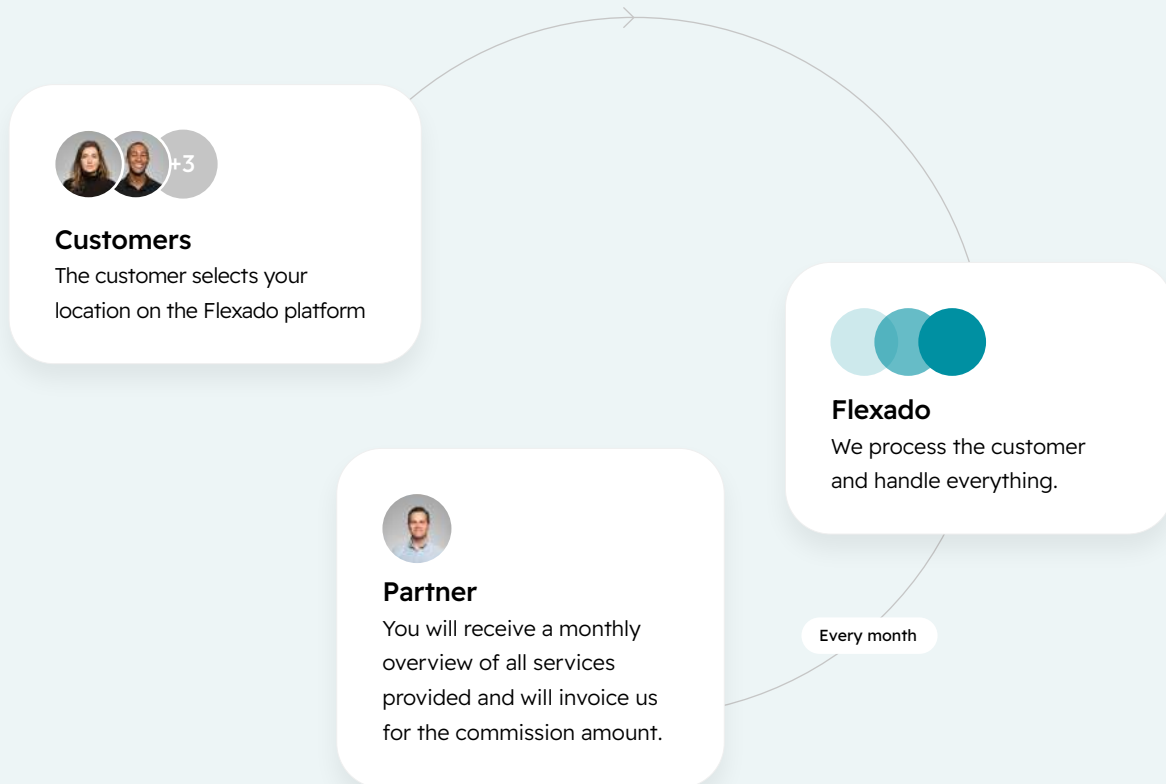 +3
Customers
The customer selects your
location on the Flexado platform
Flexado
We process the customer
and handle everything.
Every month
Partner
You will receive a monthly
overview of all services
provided and will invoice us
for the commission amount.